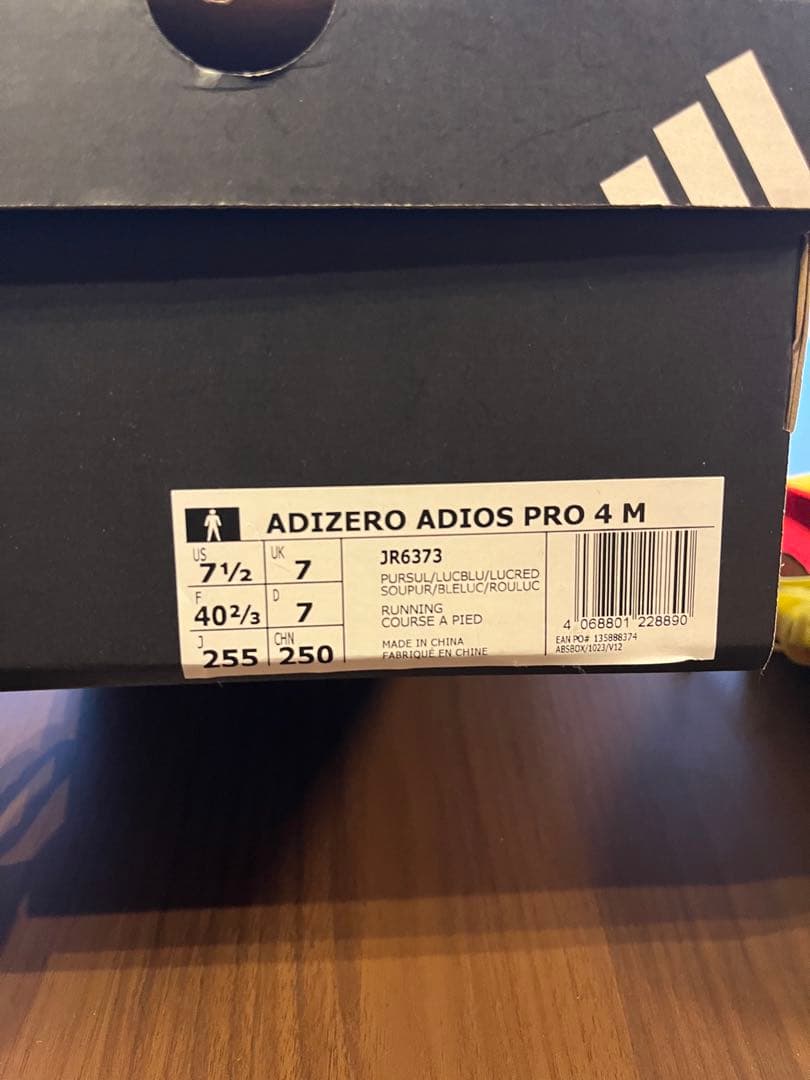 ADIZERO ADIOS PRO 4 M
US 7½ UK 7
F 40⅔ D 7
J 255 CHN 250
JR6373
PURSUL/LUCBLU/LUCRED
SOUPUR/BLELUC/ROULUC
RUNNING
COURSE A PIED
MADE IN CHINA
FABRIQUÉ EN CHINE
4 068801 228890
EAN PO# 135888374
ABSBOX/1023/V12